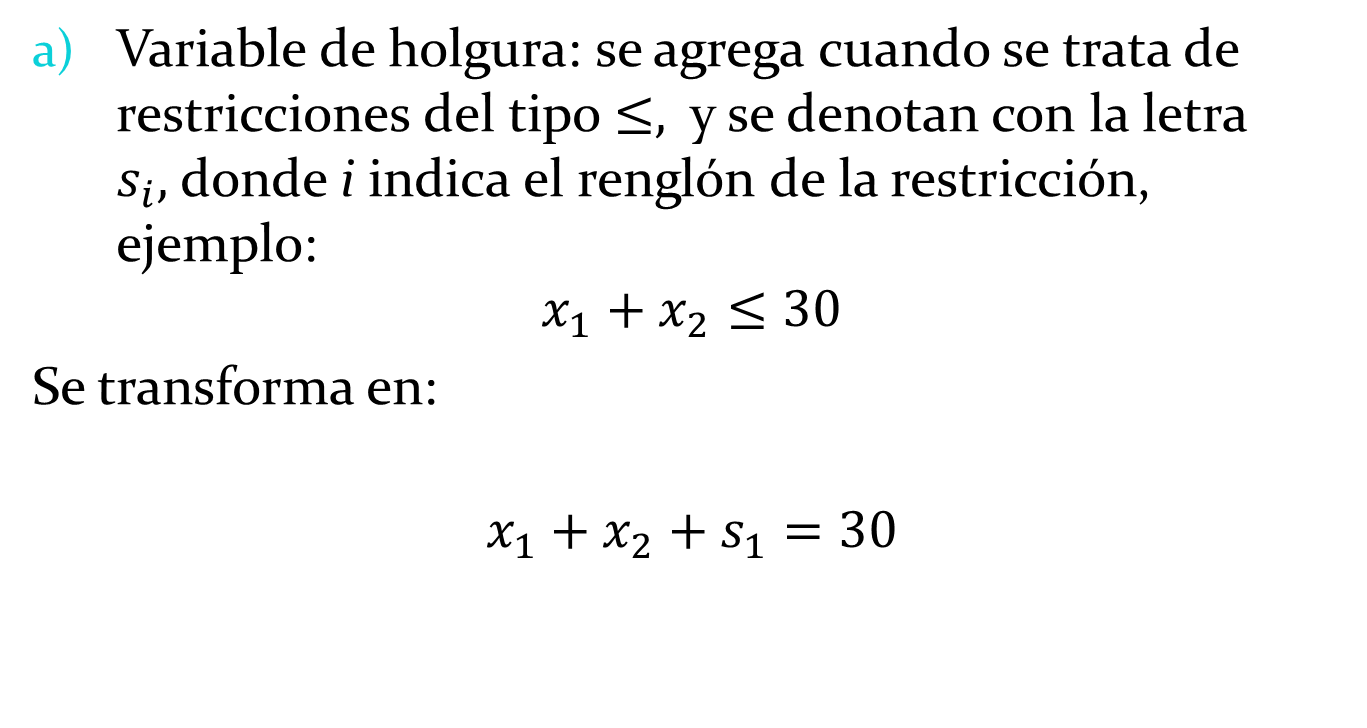 a) Variable de holgura: se agrega cuando se trata de
restricciones del tipo ≤, y se denotan con la letra
sᵢ, donde i indica el renglón de la restricción,
ejemplo:
x₁ + x₂ ≤ 30
Se transforma en:
x₁ + x₂ + s₁ = 30